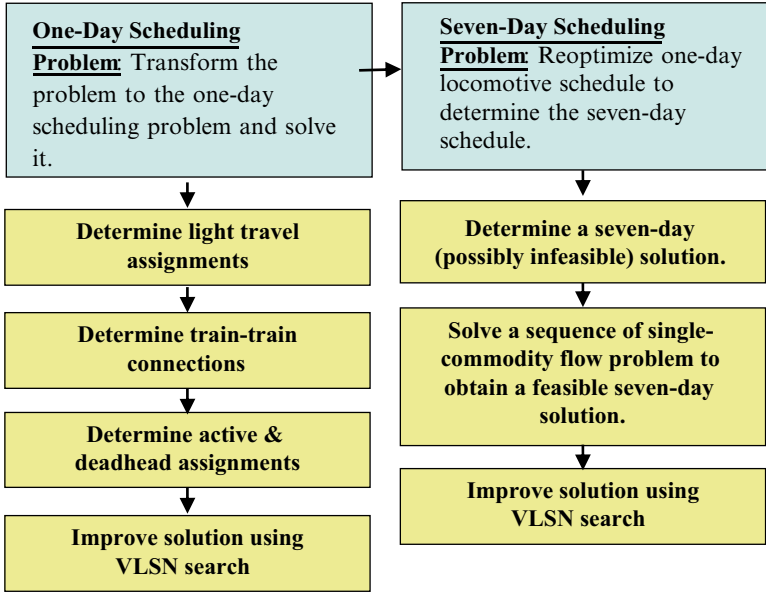 One-Day Scheduling
Problem: Transform the
problem to the one-day
scheduling problem and solve
it.
Determine light travel
assignments
Determine train-train
connections
Determine active &
deadhead assignments
Improve solution using
VLSN search
Seven-Day Scheduling
Problem: Reoptimize one-day
locomotive schedule to
determine the seven-day
schedule.
Determine a seven-day
(possibly infeasible) solution.
Solve a sequence of single-
commodity flow problem to
obtain a feasible seven-day
solution.
Improve solution using
VLSN search